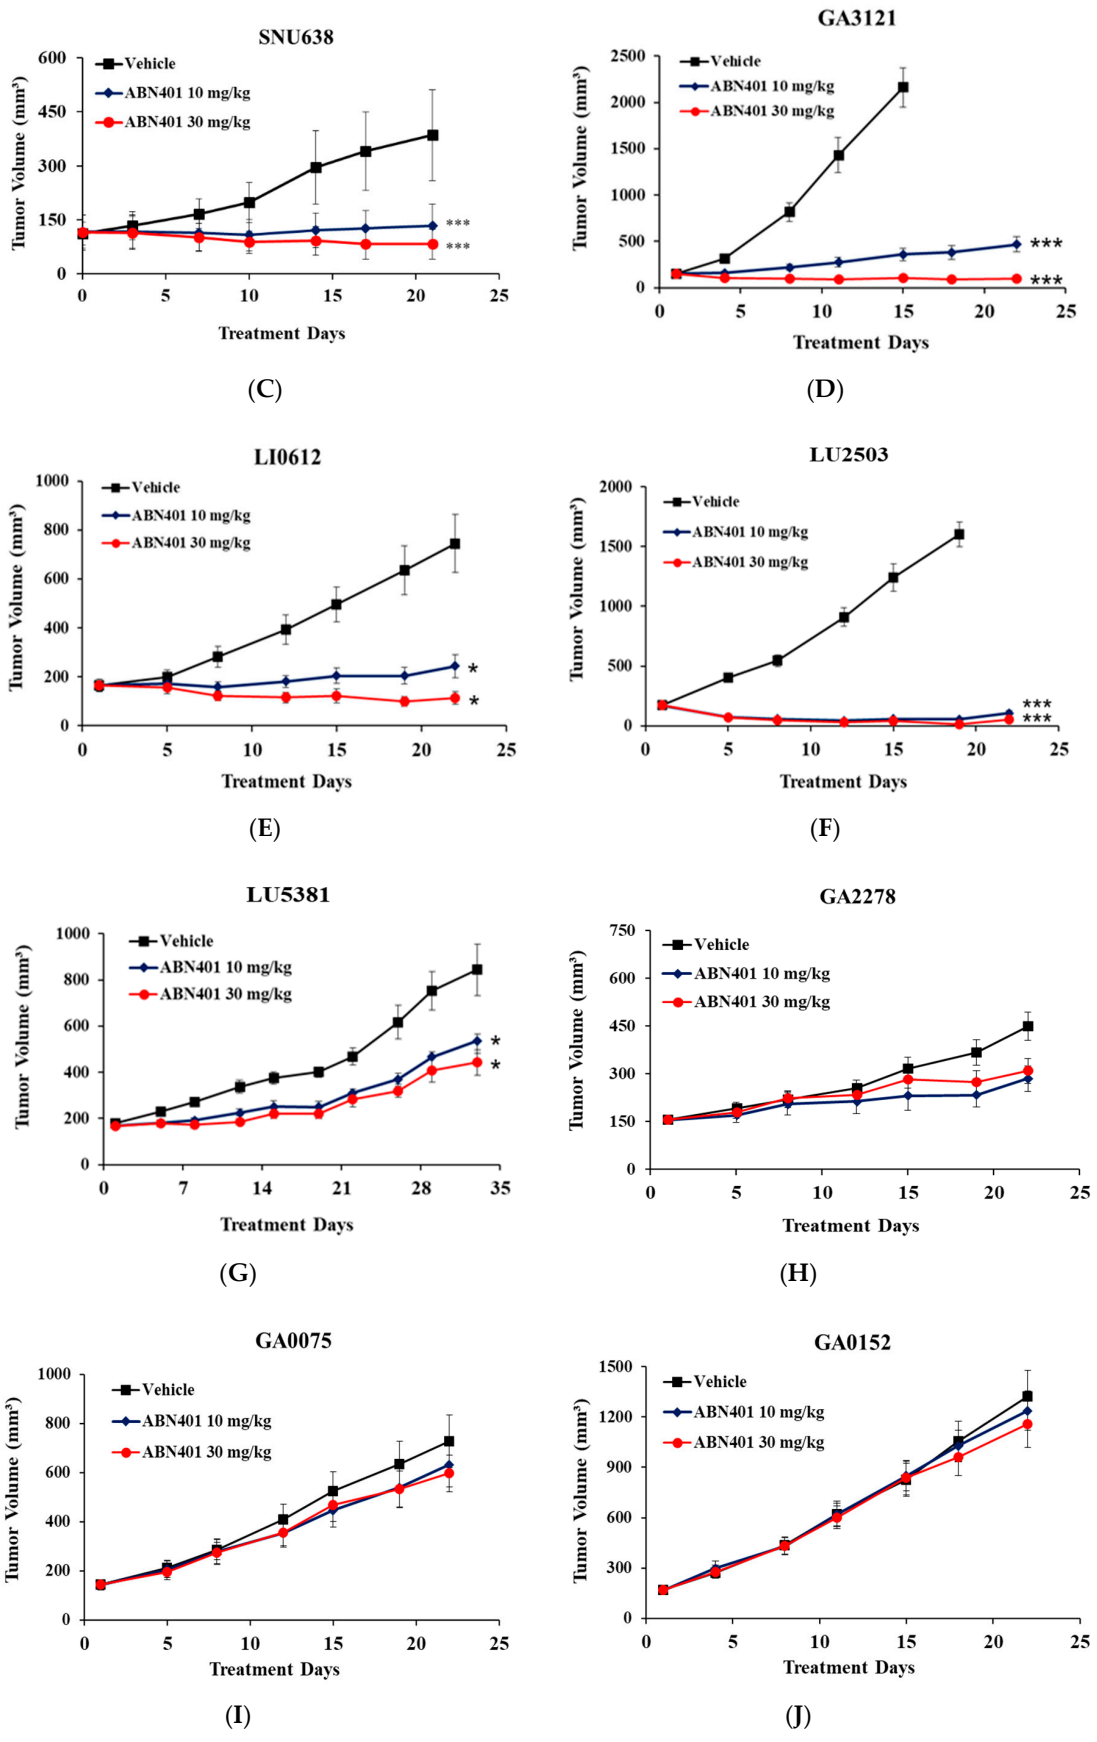 SNU638
Vehicle
ABN401 10 mg/kg
ABN401 30 mg/kg
600
450
300
150
0
Tumor Volume (mm³)
***
***
0 5 10 15 20 25
Treatment Days
(C)
GA3121
Vehicle
ABN401 10 mg/kg
ABN401 30 mg/kg
2500
2000
1500
1000
500
0
Tumor Volume (mm³)
***
***
0 5 10 15 20 25
Treatment Days
(D)
LI0612
Vehicle
ABN401 10 mg/kg
ABN401 30 mg/kg
1000
800
600
400
200
0
Tumor Volume (mm³)
*
*
0 5 10 15 20 25
Treatment Days
(E)
LU2503
Vehicle
ABN401 10 mg/kg
ABN401 30 mg/kg
2000
1500
1000
500
0
Tumor Volume (mm³)
***
***
0 5 10 15 20 25
Treatment Days
(F)
LU5381
Vehicle
ABN401 10 mg/kg
ABN401 30 mg/kg
1000
800
600
400
200
0
Tumor Volume (mm³)
*
*
0 7 14 21 28 35
Treatment Days
(G)
GA2278
Vehicle
ABN401 10 mg/kg
ABN401 30 mg/kg
750
600
450
300
150
0
Tumor Volume (mm³)
0 5 10 15 20 25
Treatment Days
(H)
GA0075
Vehicle
ABN401 10 mg/kg
ABN401 30 mg/kg
1000
800
600
400
200
0
Tumor Volume (mm³)
0 5 10 15 20 25
Treatment Days
(I)
GA0152
Vehicle
ABN401 10 mg/kg
ABN401 30 mg/kg
1500
1200
900
600
300
0
Tumor Volume (mm³)
0 5 10 15 20 25
Treatment Days
(J)